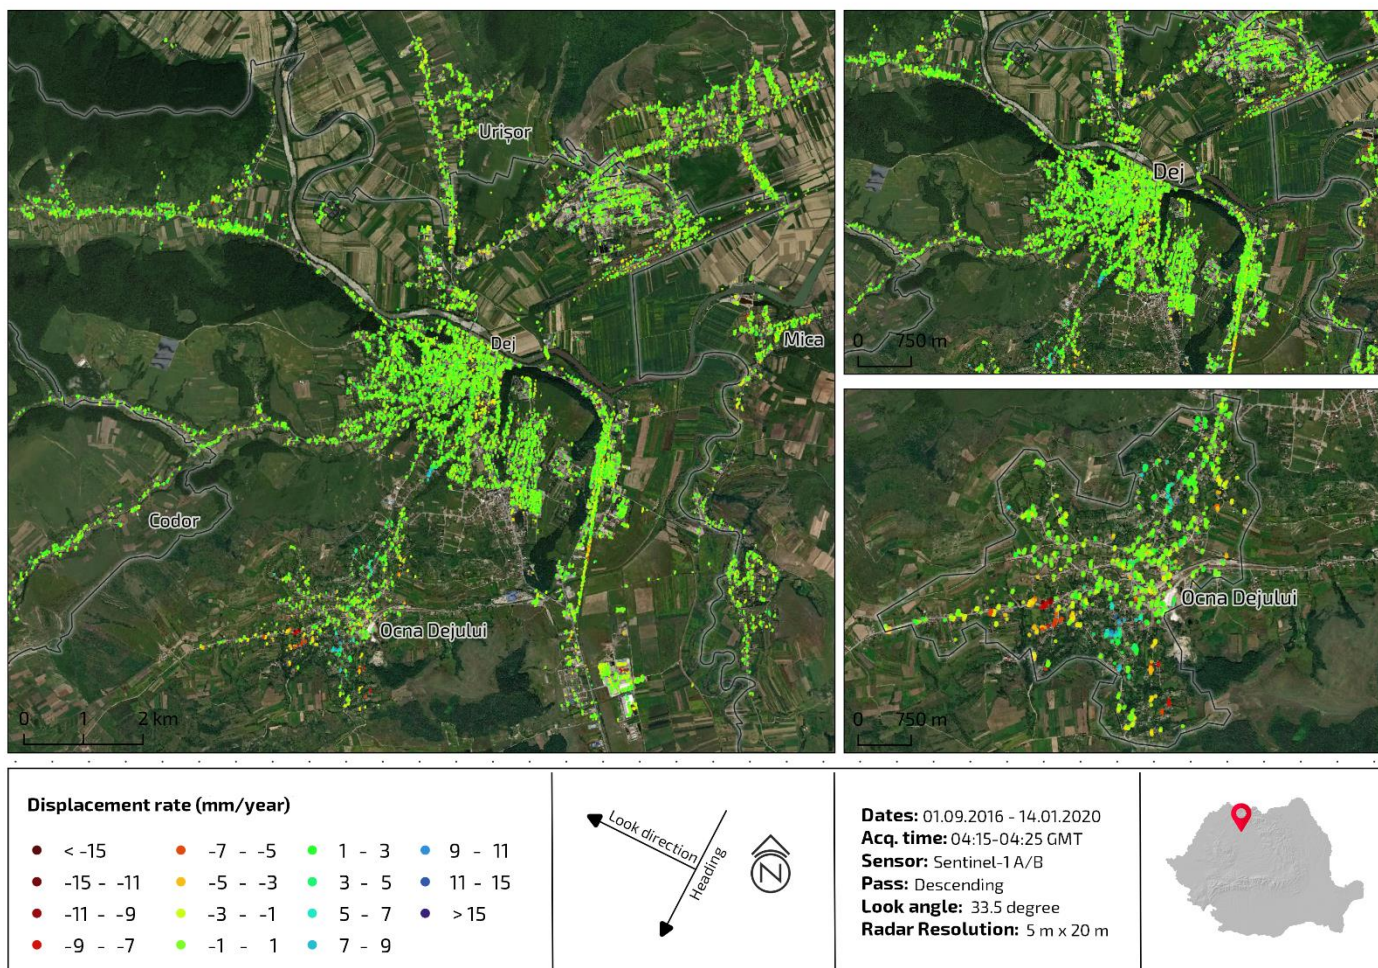 Urișor
Dej
Mica
Codor
Ocna Dejului
0 1 2 km
Dej
0 750 m
Ocna Dejului
0 750 m
Displacement rate (mm/year)
< -15
-15 - -11
-11 - -9
-9 - -7
-7 - -5
-5 - -3
-3 - -1
-1 - 1
1 - 3
3 - 5
5 - 7
7 - 9
9 - 11
11 - 15
> 15
Look direction
Heading
N
Dates: 01.09.2016 - 14.01.2020
Acq. time: 04:15-04:25 GMT
Sensor: Sentinel-1 A/B
Pass: Descending
Look angle: 33.5 degree
Radar Resolution: 5 m x 20 m